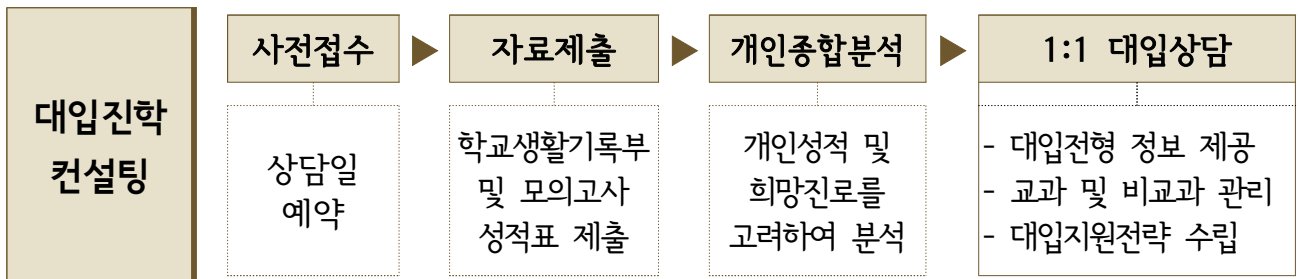 대입진학
컨설팅
사전접수
상담일
예약
자료제출
학교생활기록부
및 모의고사
성적표 제출
개인종합분석
개인성적 및
희망진로를
고려하여 분석
1:1 대입상담
- 대입전형 정보 제공
- 교과 및 비교과 관리
- 대입지원전략 수립